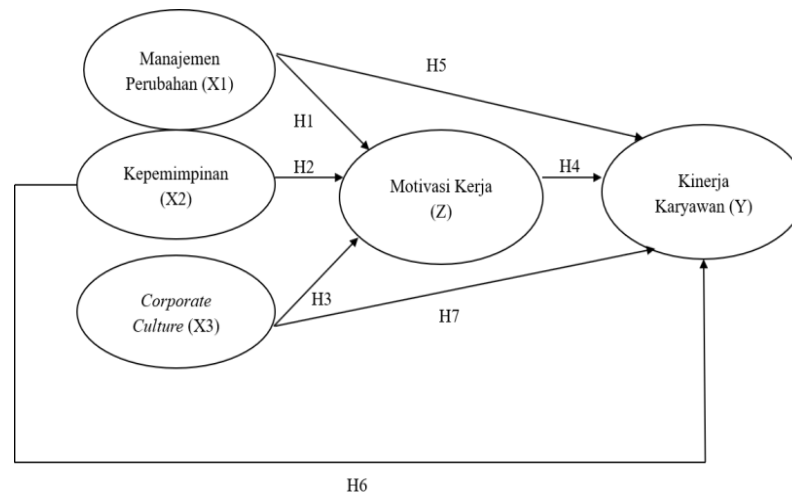 Manajemen
Perubahan (X1)
H5
H1
Kepemimpinan
(X2)
H2
Motivasi Kerja
(Z)
H4
Kinerja
Karyawan (Y)
Corporate
Culture (X3)
H3
H7
H6